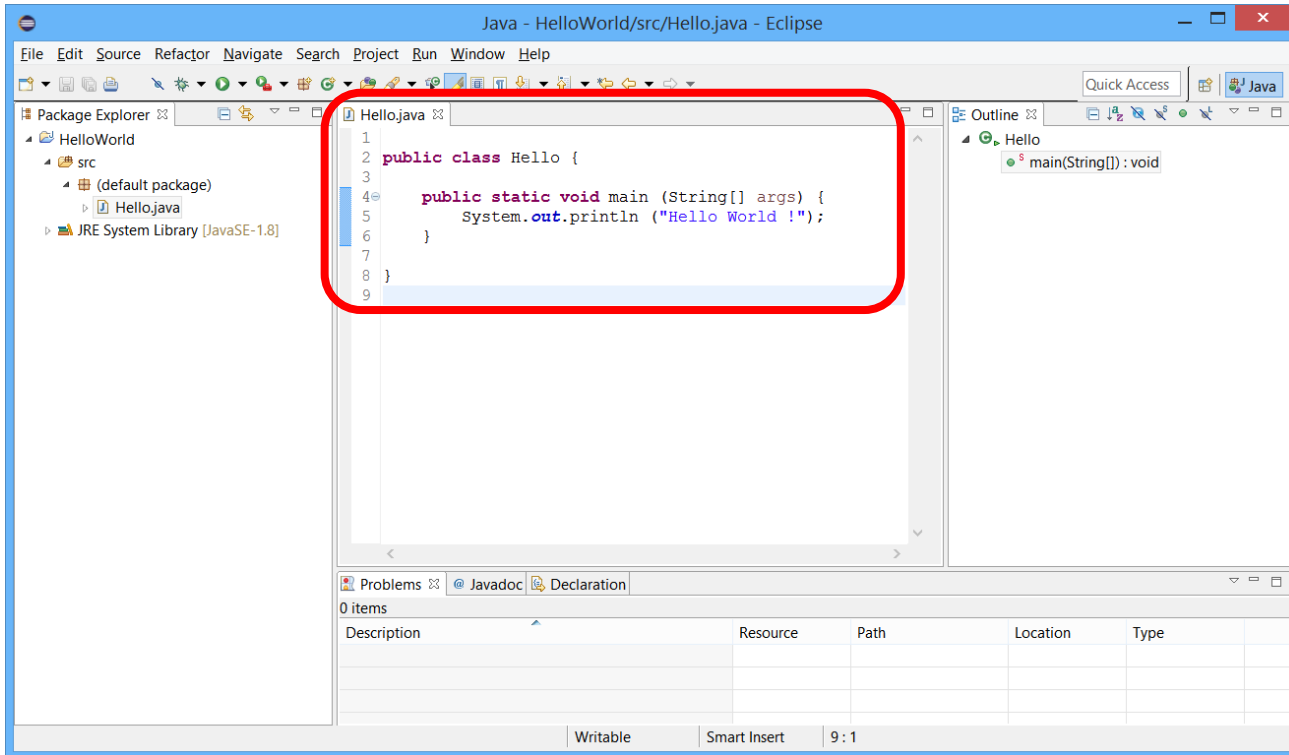 Java - HelloWorld/src/Hello.java - Eclipse
File Edit Source Refactor Navigate Search Project Run Window Help
Quick Access Java
Package Explorer
HelloWorld
src
(default package)
Hello.java
JRE System Library [JavaSE-1.8]
Hello.java
1
2 public class Hello {
3
4 public static void main (String[] args) {
5 System.out.println ("Hello World !");
6 }
7
8 }
9
Outline
Hello
main(String[]) : void
Problems @ Javadoc Declaration
0 items
Description Resource Path Location Type
Writable Smart Insert 9 : 1